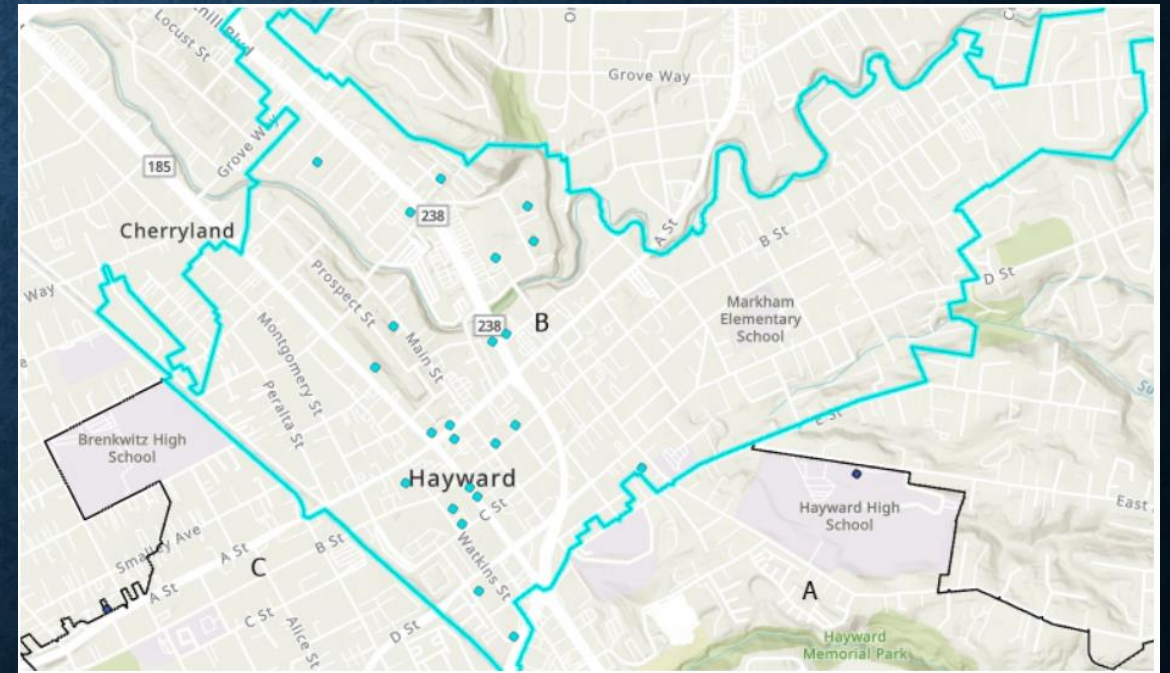 Locust St
Grove Way
185
Grove Way
Cherryland
238
A St
B St
D St
Way
Prospect St
Markham
Elementary
School
238
B
Main St
Montgomery St
Peralta St
E St
Brenkwitz High
School
Hayward
Hayward High
School
East
C St
Smalley Ave
A St
B St
Watkins St
C
A St
A
C St
Alice St
D St
Hayward
Memorial Park